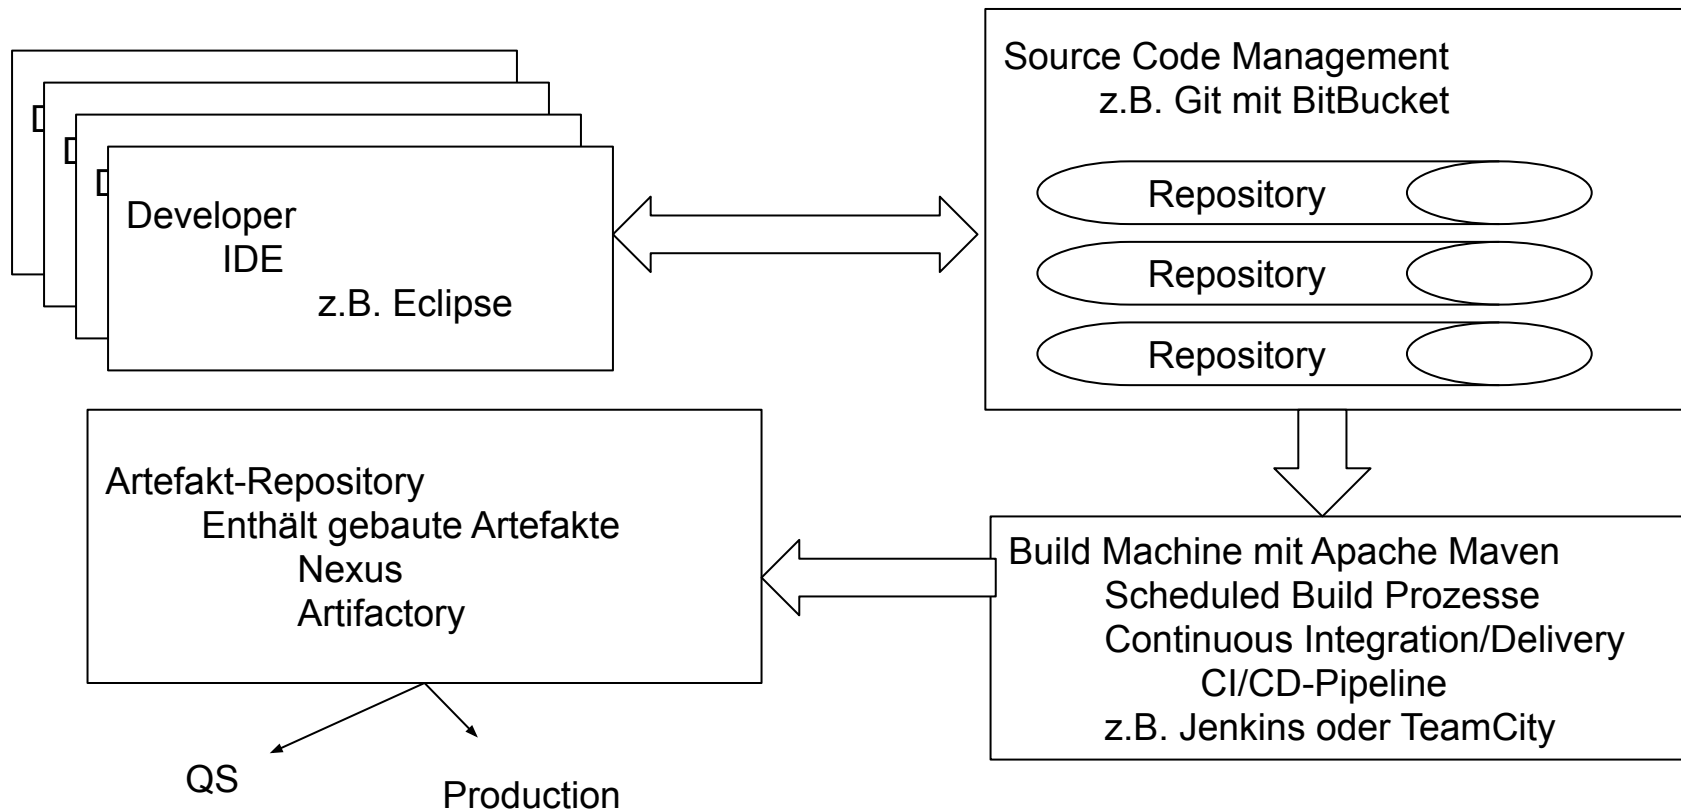 Source Code Management
z.B. Git mit BitBucket
Repository
Repository
Repository
Developer
IDE
z.B. Eclipse
Artefakt-Repository
Enthält gebaute Artefakte
Nexus
Artifactory
Build Machine mit Apache Maven
Scheduled Build Prozesse
Continuous Integration/Delivery
CI/CD-Pipeline
z.B. Jenkins oder TeamCity
QS
Production